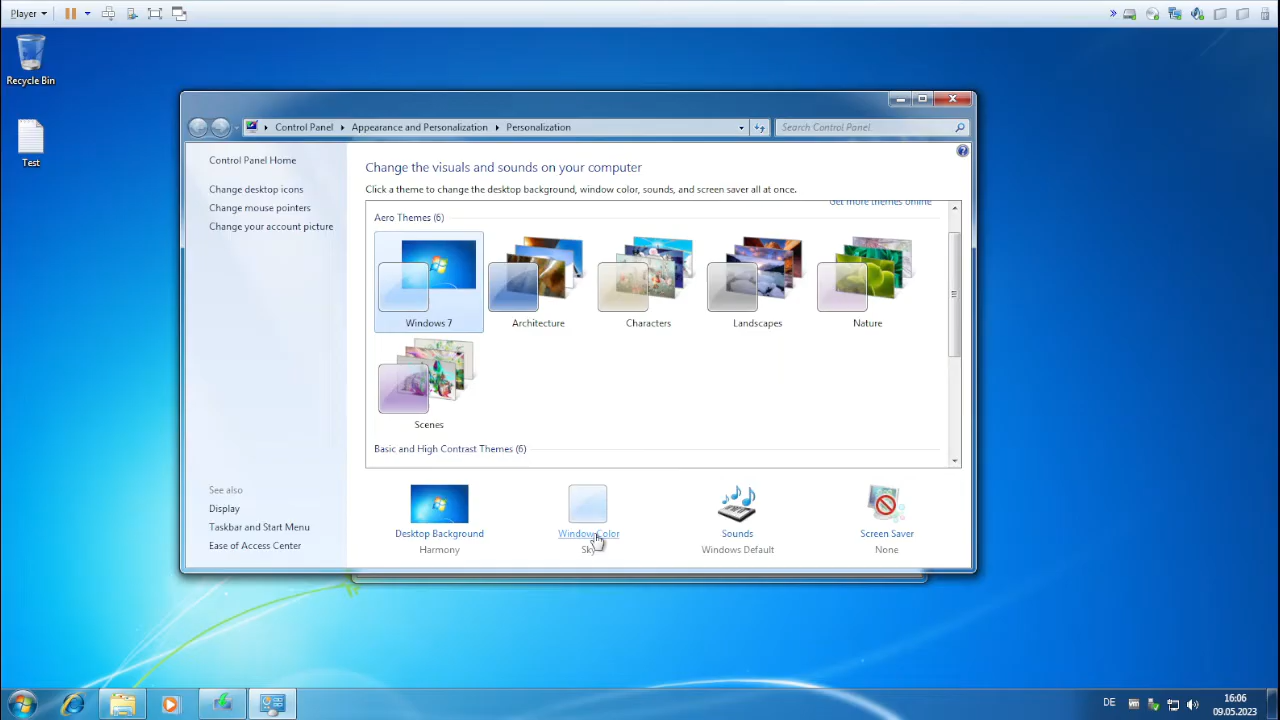 Player
Recycle Bin
Test
Control Panel
Appearance and Personalization
Personalization
Search Control Panel
Control Panel Home
Change desktop icons
Change mouse pointers
Change your account picture
Change the visuals and sounds on your computer
Click a theme to change the desktop background, window color, sounds, and screen saver all at once.
Get more themes online
Aero Themes (6)
Windows 7
Architecture
Characters
Landscapes
Nature
Scenes
Basic and High Contrast Themes (6)
See also
Display
Taskbar and Start Menu
Ease of Access Center
Desktop Background
Harmony
Window Color
Sky
Sounds
Windows Default
Screen Saver
None
DE
16:06
09.05.2023